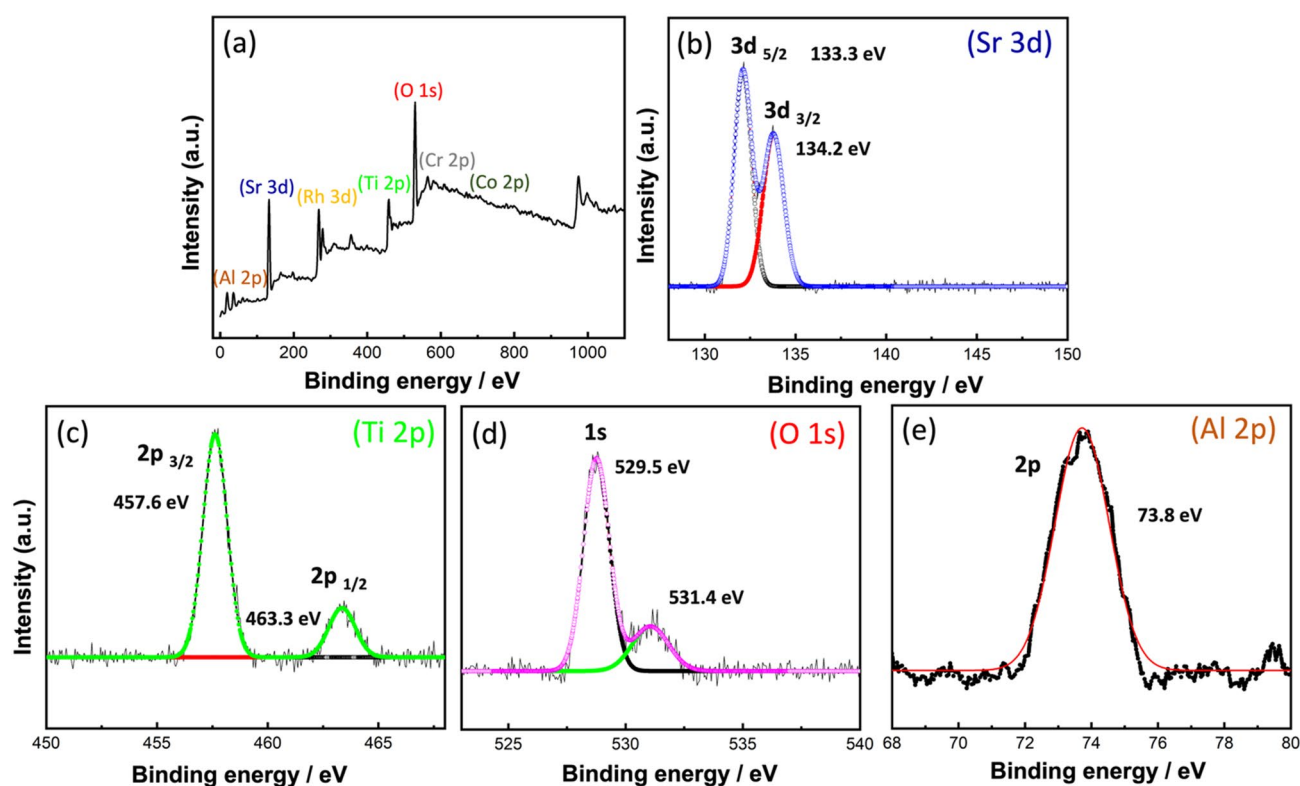 (a)
(O 1s)
(Cr 2p)
(Sr 3d)
(Rh 3d)
(Ti 2p)
(Co 2p)
(Al 2p)
Intensity (a.u.)
0 200 400 600 800 1000
Binding energy / eV
(b)
3d 5/2 133.3 eV
(Sr 3d)
3d 3/2
134.2 eV
Intensity (a.u.)
130 135 140 145 150
Binding energy / eV
(c)
(Ti 2p)
2p 3/2
457.6 eV
2p 1/2
463.3 eV
Intensity (a.u.)
450 455 460 465
Binding energy / eV
(d)
1s
(O 1s)
529.5 eV
531.4 eV
525 530 535 540
Binding energy / eV
(e)
(Al 2p)
2p
73.8 eV
68 70 72 74 76 78 80
Binding energy / eV